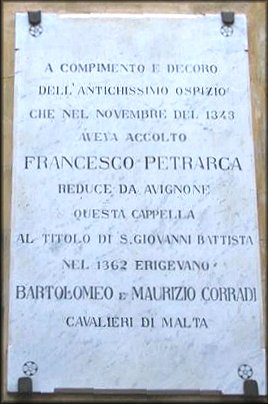 A COMPIMENTO E DECORO
DELL'ANTICHISSIMO OSPIZIO
CHE NEL NOVEMBRE DEL 1343
AVEVA ACCOLTO
FRANCESCO PETRARCA
REDUCE DA AVIGNONE
QUESTA CAPPELLA
AL TITOLO DI S. GIOVANNI BATTISTA
NEL 1362 ERIGEVANO
BARTOLOMEO E MAURIZIO CORRADI
CAVALIERI DI MALTA